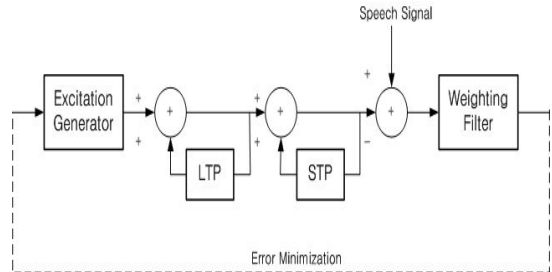 Speech Signal
Excitation
Generator
+
+
+
+
+
+
+
−
+
Weighting
Filter
LTP
STP
Error Minimization